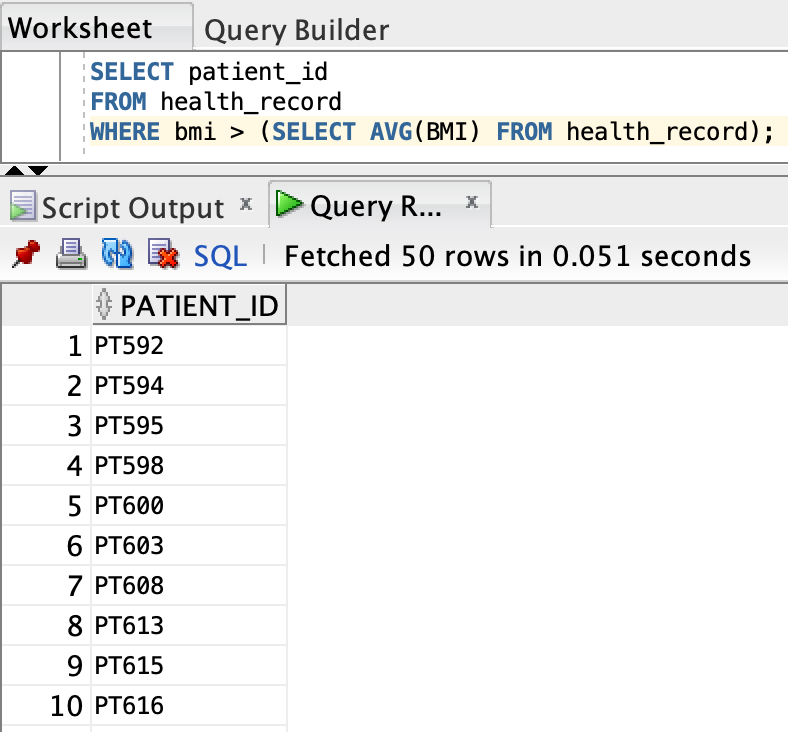 Worksheet Query Builder
SELECT patient_id
FROM health_record
WHERE bmi > (SELECT AVG(BMI) FROM health_record);
Script Output x Query R... x
SQL | Fetched 50 rows in 0.051 seconds
PATIENT_ID
1 PT592
2 PT594
3 PT595
4 PT598
5 PT600
6 PT603
7 PT608
8 PT613
9 PT615
10 PT616